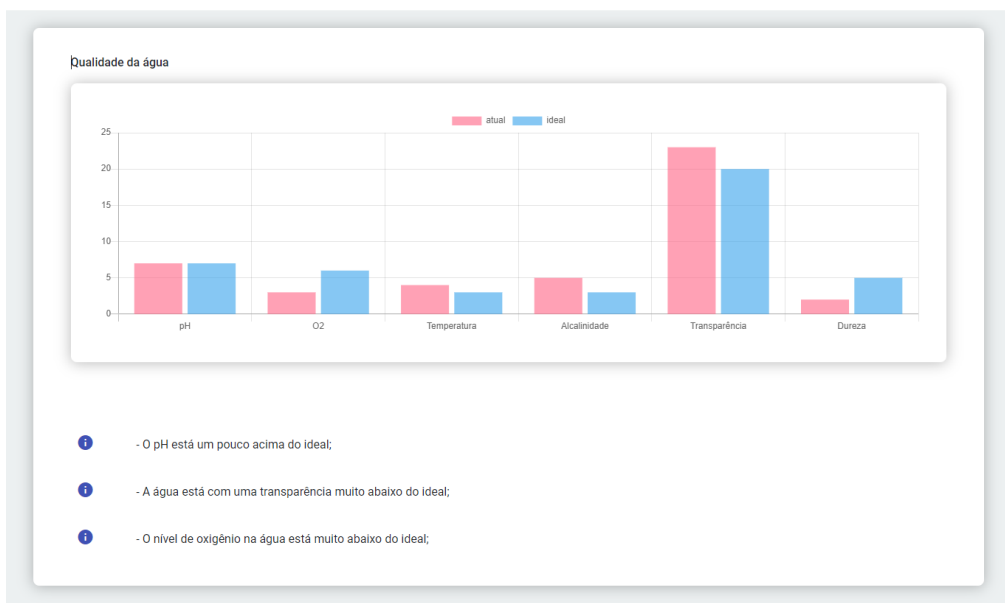 Qualidade da água
atual ideal
25
20
15
10
5
0
pH O2 Temperatura Alcalinidade Transparência Dureza
- O pH está um pouco acima do ideal;
- A água está com uma transparência muito abaixo do ideal;
- O nível de oxigênio na água está muito abaixo do ideal;